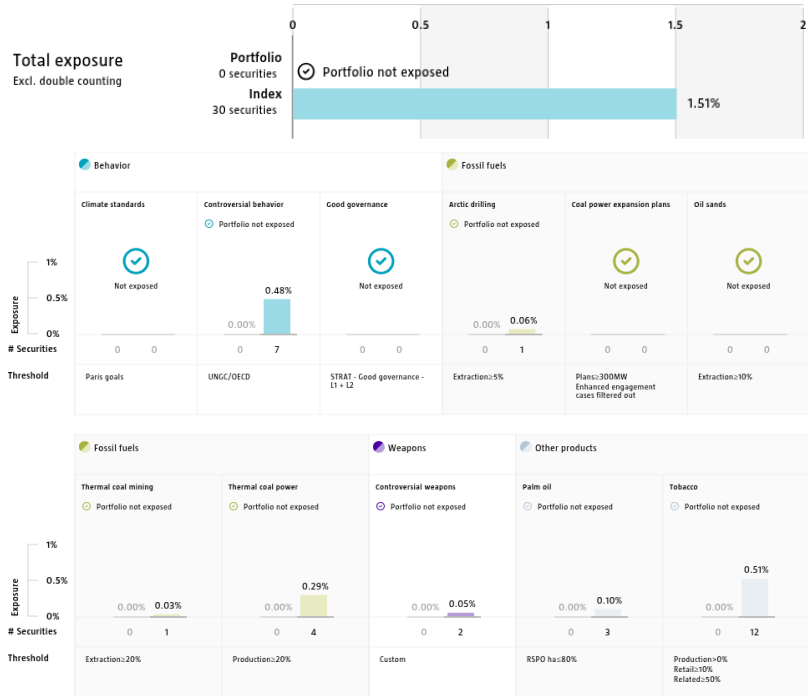 0 0.5 1 1.5 2
Total exposure
Excl. double counting
Portfolio
0 securities
Portfolio not exposed
Index
30 securities
1.51%
Behavior
Fossil fuels
Climate standards
Controversial behavior
Good governance
Arctic drilling
Coal power expansion plans
Oil sands
Portfolio not exposed
Portfolio not exposed
Not exposed
Not exposed
Not exposed
Not exposed
Exposure
1%
0.5%
0%
0.00% 0.48%
0.00% 0.06%
# Securities
0 0
0 7
0 0
0 1
0 0
0 0
Threshold
Paris goals
UNGC/OECD
STRAT - Good governance -
L1 + L2
Extraction≥5%
Plans≥300MW
Enhanced engagement
cases filtered out
Extraction≥10%
Fossil fuels
Weapons
Other products
Thermal coal mining
Thermal coal power
Controversial weapons
Palm oil
Tobacco
Portfolio not exposed
Portfolio not exposed
Portfolio not exposed
Portfolio not exposed
Portfolio not exposed
Exposure
1%
0.5%
0%
0.00% 0.03%
0.00% 0.29%
0.00% 0.05%
0.00% 0.10%
0.00% 0.51%
# Securities
0 1
0 4
0 2
0 3
0 12
Threshold
Extraction≥20%
Production≥20%
Custom
RSPO ha≤80%
Production>0%
Retail≥10%
Related≥50%